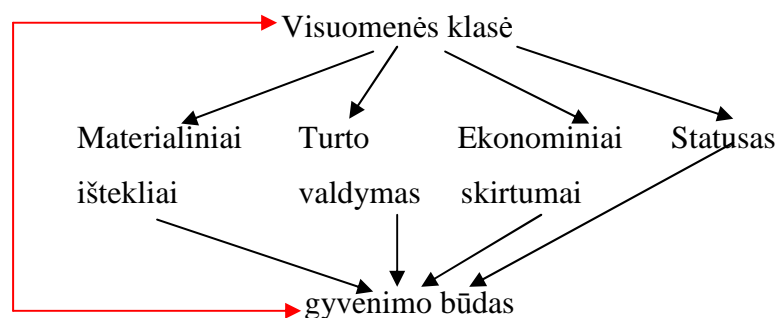 Visuomenės klasė
Materialiniai Turto Ekonominiai Statusas
ištekliai valdymas skirtumai
gyvenimo būdas